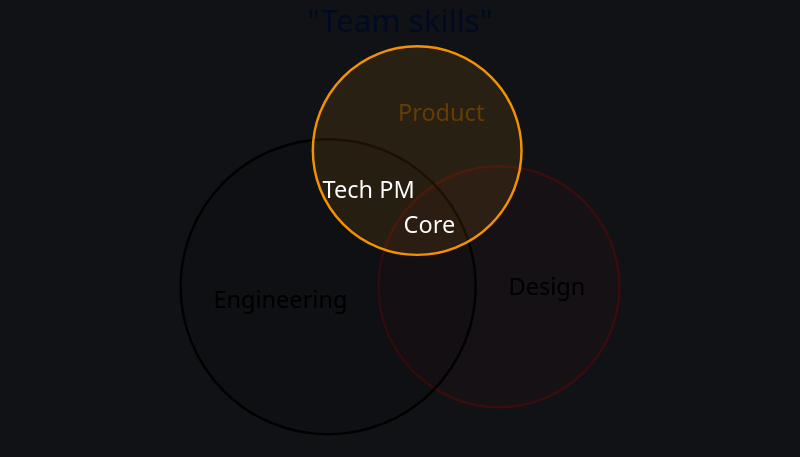 "Team skills"
Product
Tech PM
Core
Engineering
Design